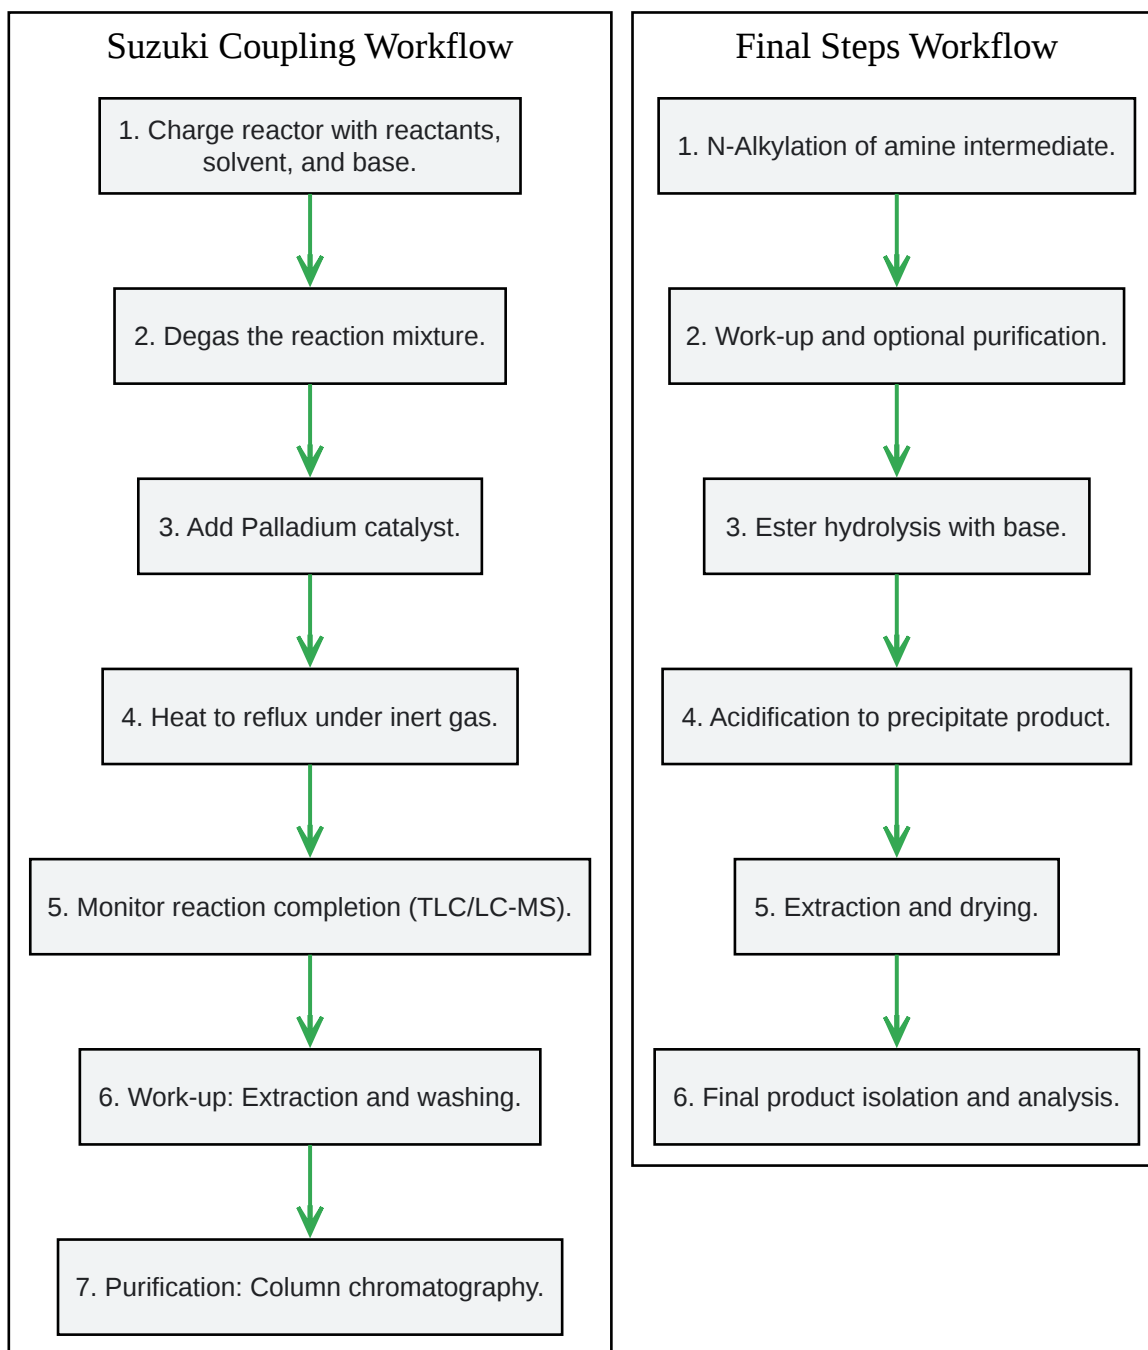 Suzuki Coupling Workflow
1. Charge reactor with reactants,
solvent, and base.
2. Degas the reaction mixture.
3. Add Palladium catalyst.
4. Heat to reflux under inert gas.
5. Monitor reaction completion (TLC/LC-MS).
6. Work-up: Extraction and washing.
7. Purification: Column chromatography.
Final Steps Workflow
1. N-Alkylation of amine intermediate.
2. Work-up and optional purification.
3. Ester hydrolysis with base.
4. Acidification to precipitate product.
5. Extraction and drying.
6. Final product isolation and analysis.